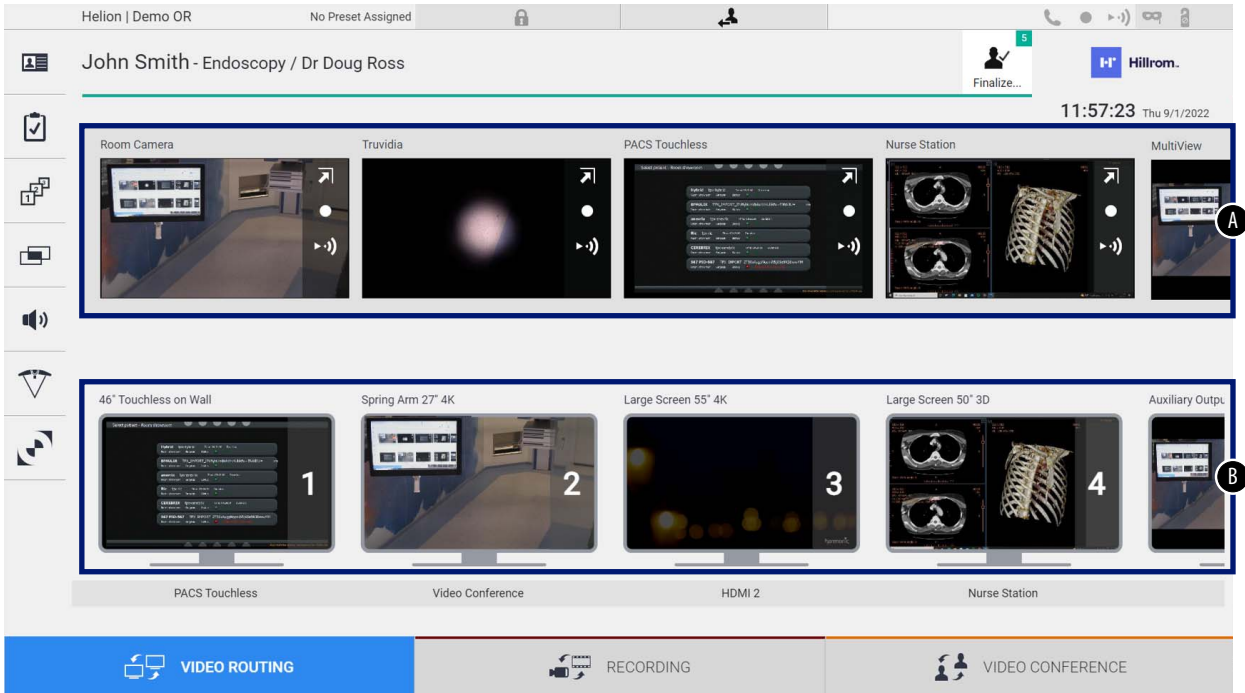 Helion | Demo OR
No Preset Assigned
John Smith - Endoscopy / Dr Doug Ross
5
Finalize...
Hillrom™
11:57:23 Thu 9/1/2022
Room Camera
Truvidia
PACS Touchless
Nurse Station
MultiView
A
46" Touchless on Wall
Spring Arm 27" 4K
Large Screen 55" 4K
Large Screen 50" 3D
Auxiliary Outpu
1
2
3
4
B
PACS Touchless
Video Conference
HDMI 2
Nurse Station
VIDEO ROUTING
RECORDING
VIDEO CONFERENCE